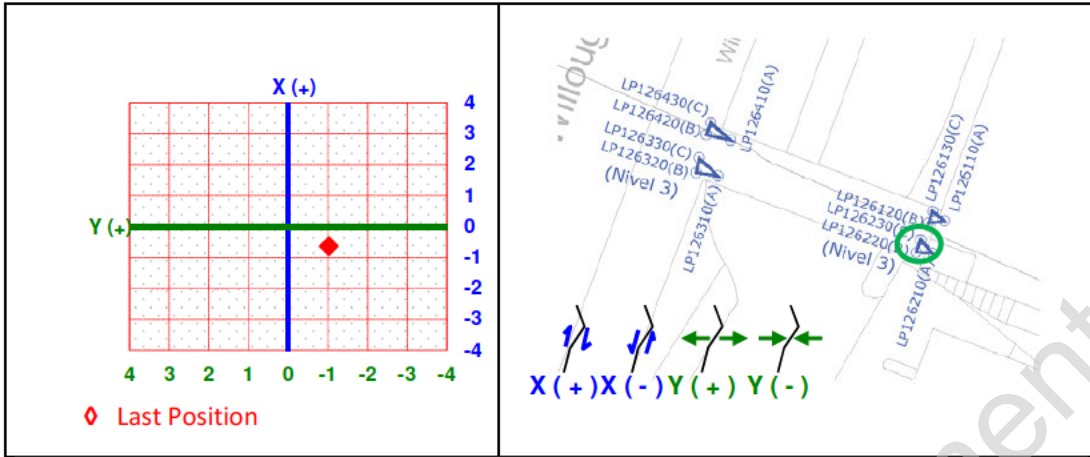 X (+)
4
3
2
1
0
-1
-2
-3
-4
Y (+)
4 3 2 1 0 -1 -2 -3 -4
Last Position
LP126430(C)
LP126420(B)
LP126410(A)
LP126330(C)
LP126320(B)
(Nivel 3)
LP126310(A)
LP126130(C)
LP126110(A)
LP126120(B)
LP126220(B)
(Nivel 3)
LP126210(A)
X (+) X (-) Y (+) Y (-)